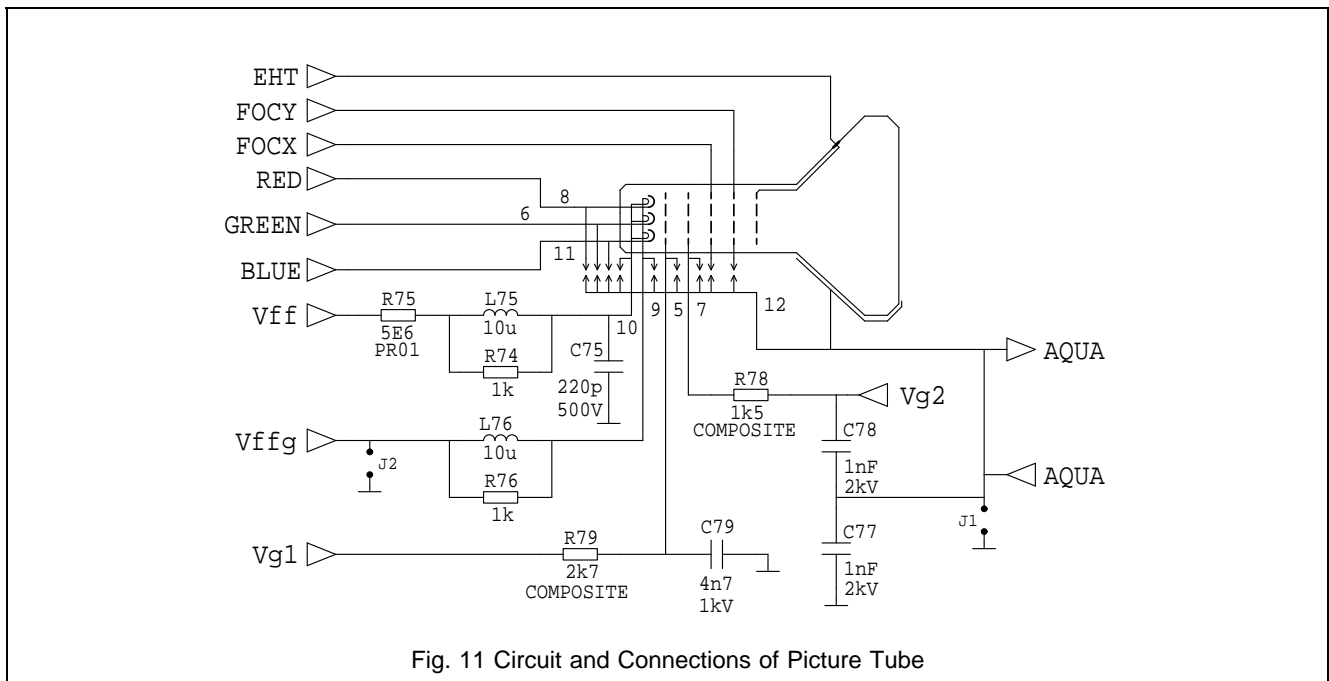 EHT
FOCY
FOCX
RED
8
6
GREEN
11
BLUE
Vff
R75
5E6
PR01
L75
10u
R74
1k
10
9
5
7
12
C75
220p
500V
AQUA
R78
1k5
COMPOSITE
Vg2
Vffg
J2
L76
10u
R76
1k
C78
1nF
2kV
AQUA
J1
C77
1nF
2kV
Vg1
R79
2k7
COMPOSITE
C79
4n7
1kV
Fig. 11 Circuit and Connections of Picture Tube